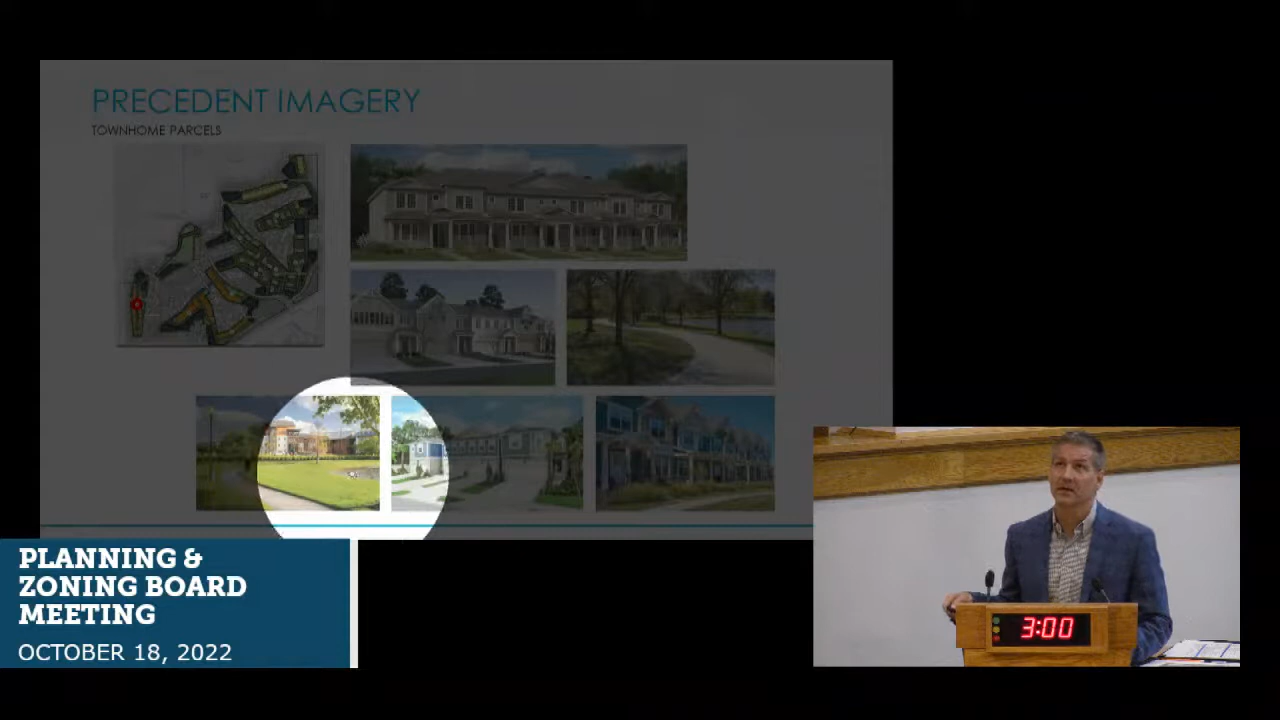 PRECEDENT IMAGERY
TOWNHOME PARCELS
PLANNING &
ZONING BOARD
MEETING
OCTOBER 18, 2022
3:00